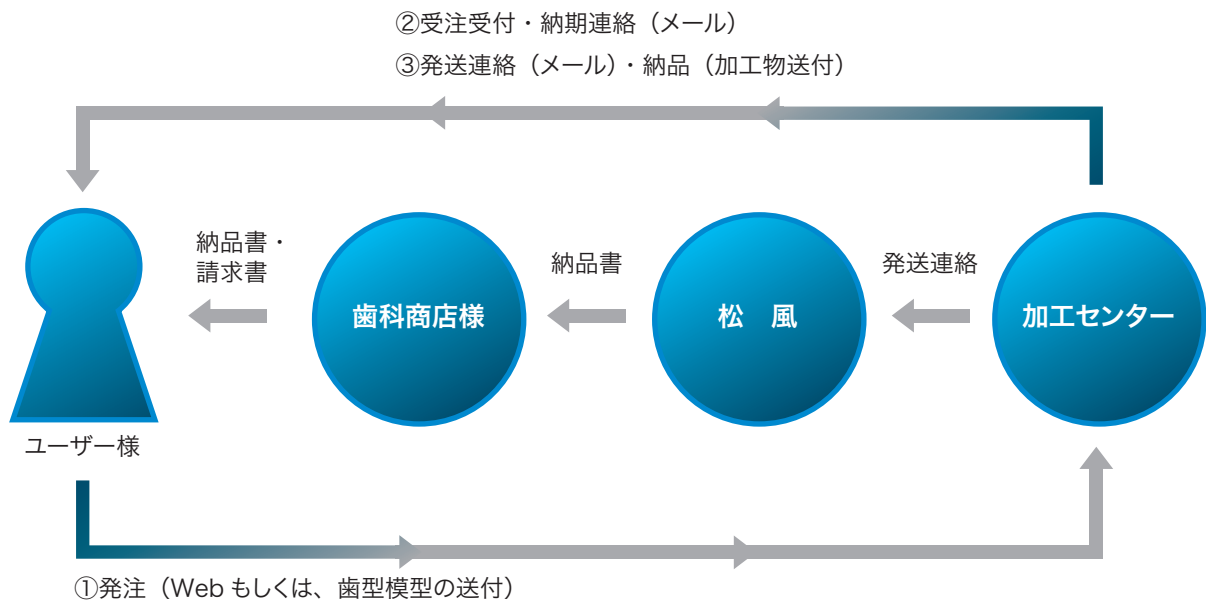 ②受注受付・納期連絡（メール）
③発送連絡（メール）・納品（加工物送付）
納品書・
請求書
納品書
発送連絡
歯科商店様
松　風
加工センター
ユーザー様
①発注（Web もしくは、歯型模型の送付）